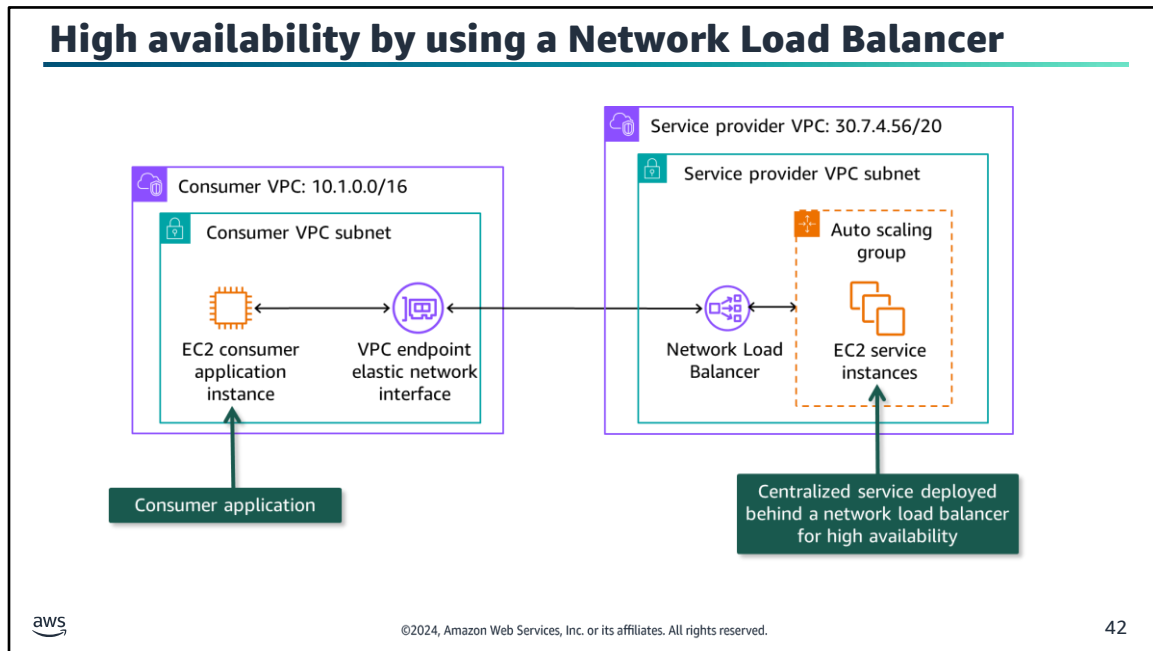 High availability by using a Network Load Balancer
Service provider VPC: 30.7.4.56/20
Service provider VPC subnet
Consumer VPC: 10.1.0.0/16
Consumer VPC subnet
Auto scaling
group
EC2 consumer
application
instance
VPC endpoint
elastic network
interface
Network Load
Balancer
EC2 service
instances
Consumer application
Centralized service deployed
behind a network load balancer
for high availability
aws
©2024, Amazon Web Services, Inc. or its affiliates. All rights reserved.
42